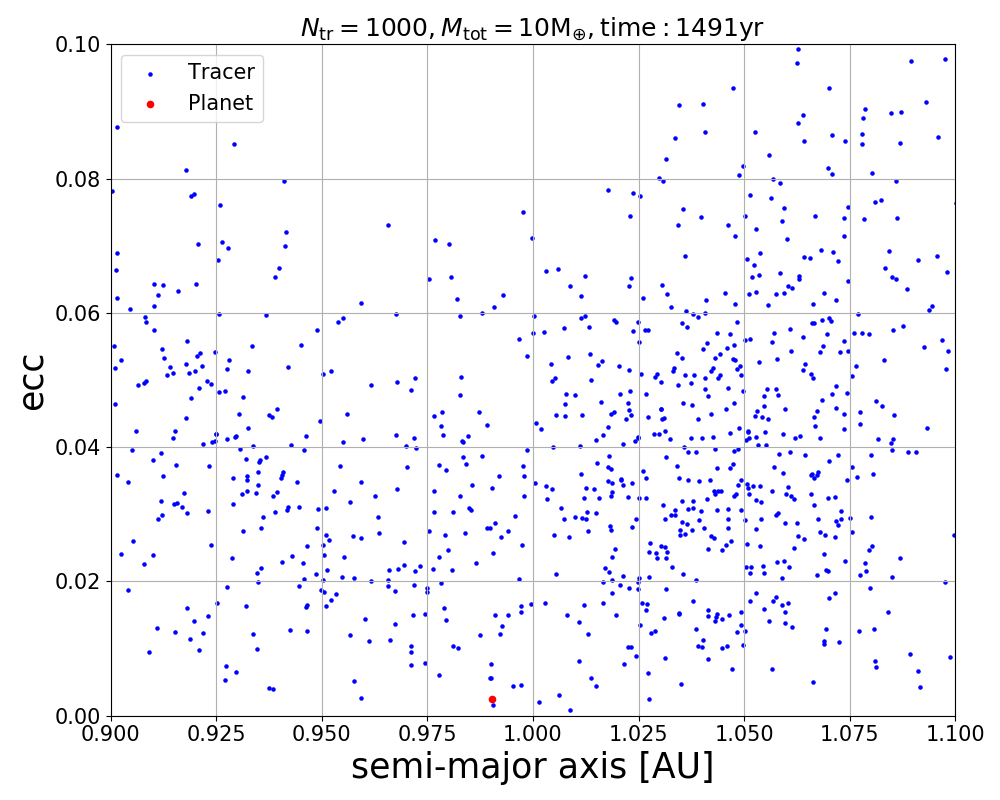 N_tr = 1000, M_tot = 10M_⊕, time : 1491yr
Tracer
Planet
ecc
0.10
0.08
0.06
0.04
0.02
0.00
0.900 0.925 0.950 0.975 1.000 1.025 1.050 1.075 1.100
semi-major axis [AU]